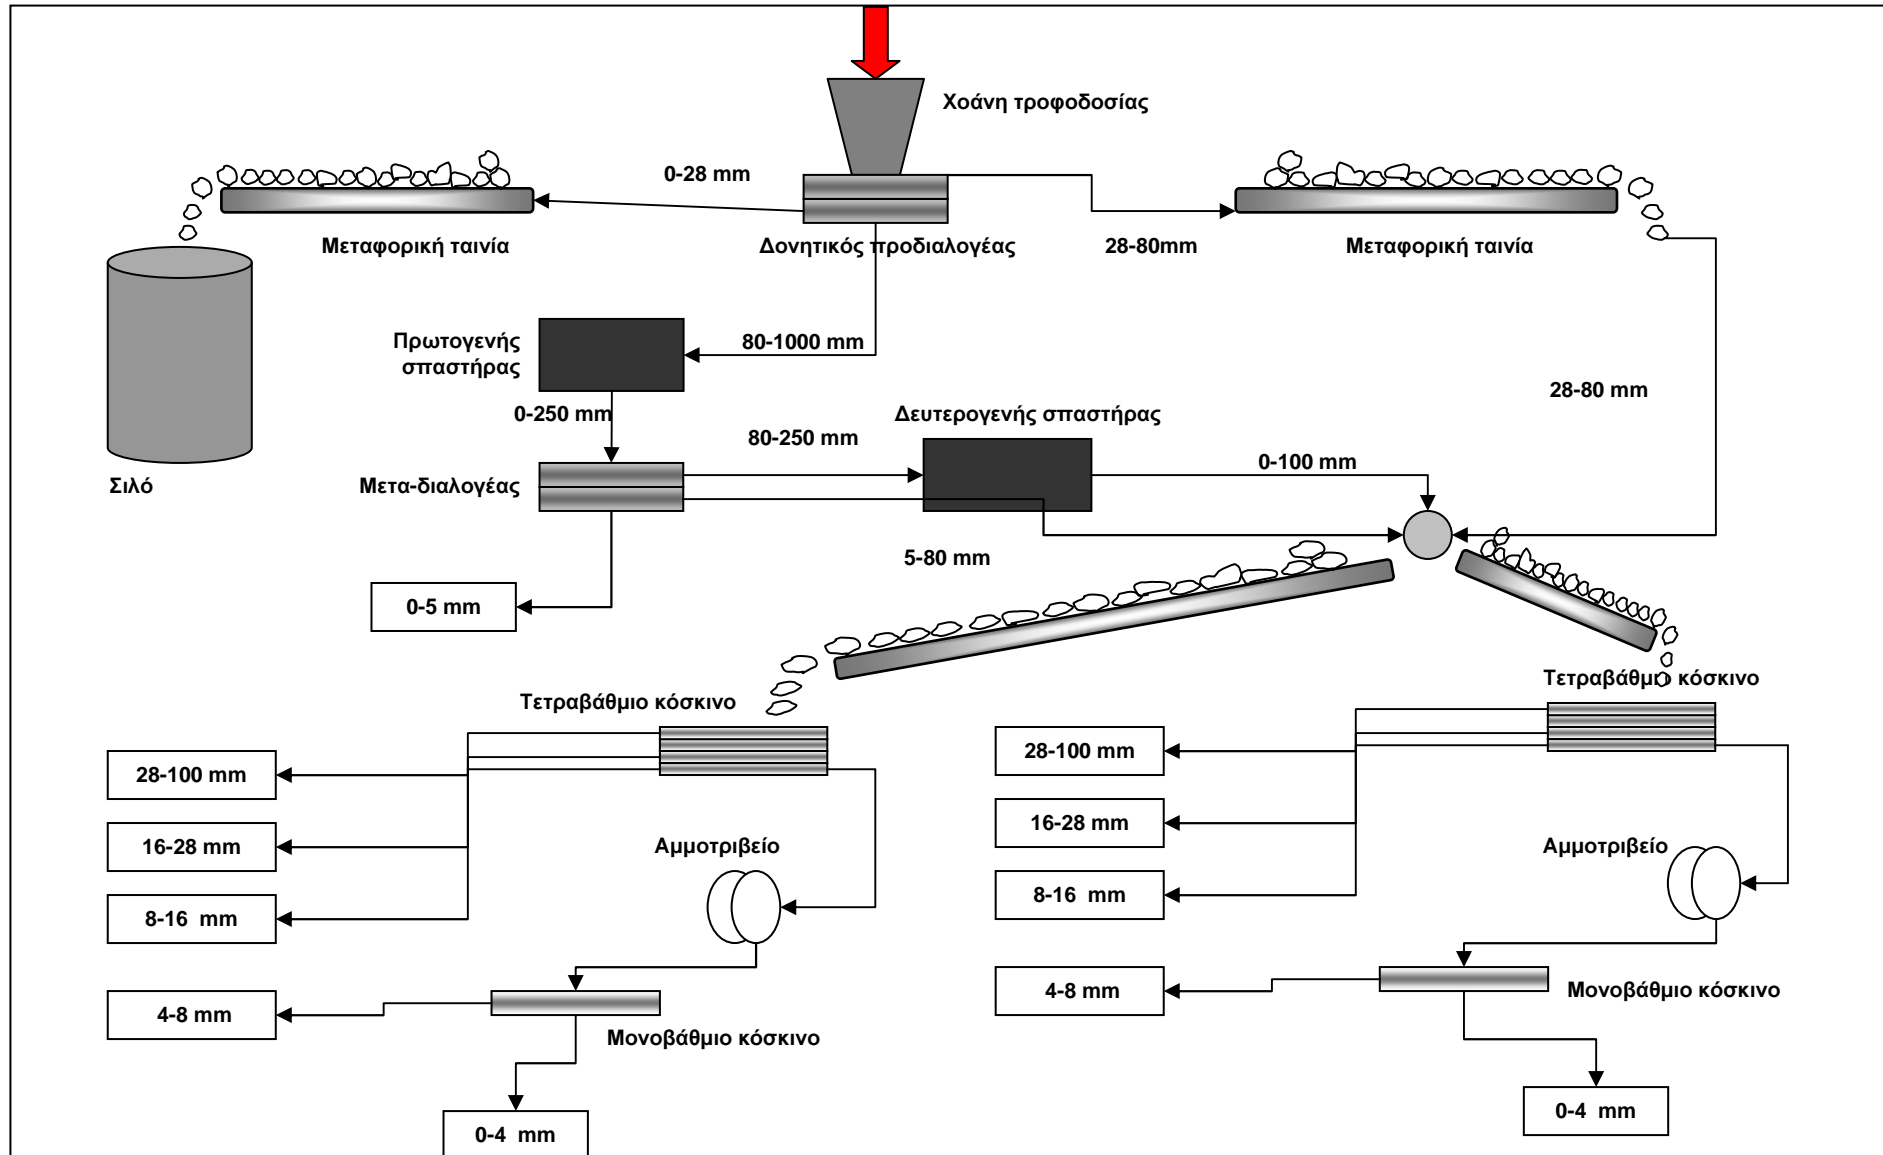 Χοάνη τροφοδοσίας
0-28 mm
Μεταφορική ταινία
Δονητικός προδιαλογέας
28-80mm
Μεταφορική ταινία
Πρωτογενής
σπαστήρας
80-1000 mm
28-80 mm
0-250 mm
Δευτερογενής σπαστήρας
80-250 mm
0-100 mm
Σιλό
Μετα-διαλογέας
5-80 mm
0-5 mm
Τετραβάθμιο κόσκινο
Τετραβάθμιο κόσκινο
28-100 mm
16-28 mm
8-16 mm
4-8 mm
Αμμοτριβείο
Μονοβάθμιο κόσκινο
0-4 mm
28-100 mm
16-28 mm
8-16 mm
4-8 mm
Αμμοτριβείο
Μονοβάθμιο κόσκινο
0-4 mm